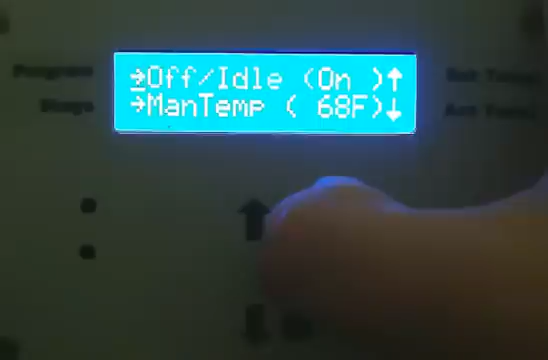 →Off/Idle (On )↑
→ManTemp ( 68F)↓
Program
Stage